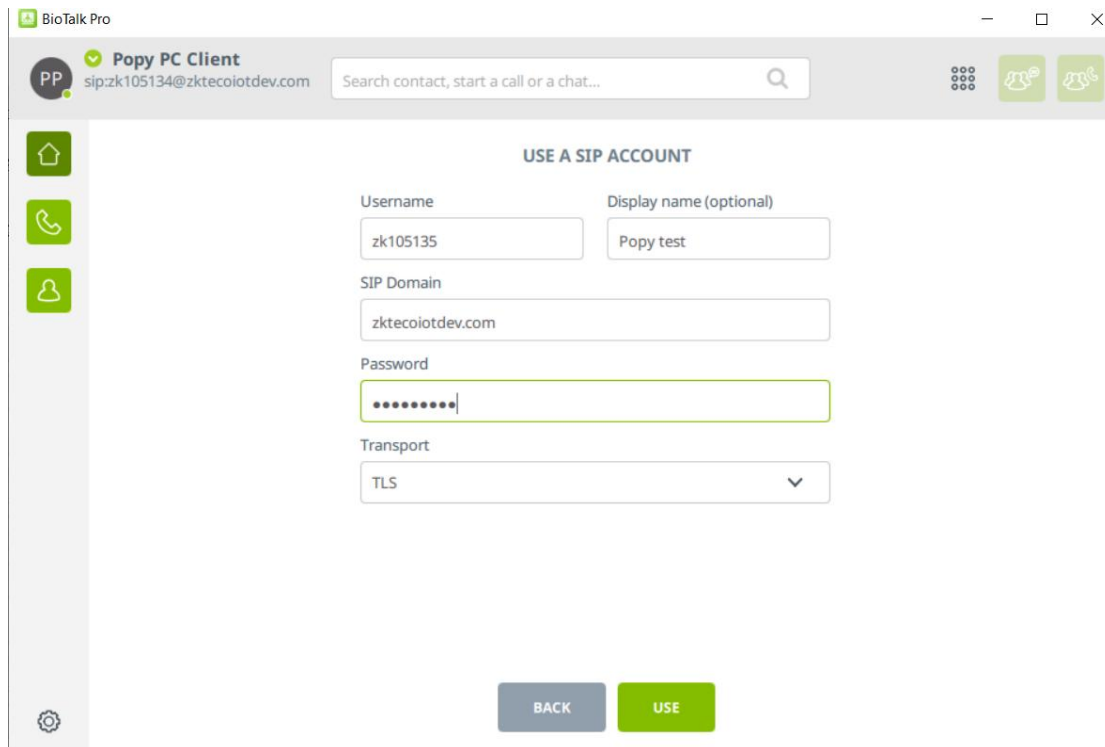 BioTalk Pro
PP
Popy PC Client
sip:zk105134@zktecoiotdev.com
Search contact, start a call or a chat...
USE A SIP ACCOUNT
Username
Display name (optional)
zk105135
Popy test
SIP Domain
zktecoiotdev.com
Password
•••••••••
Transport
TLS
BACK
USE